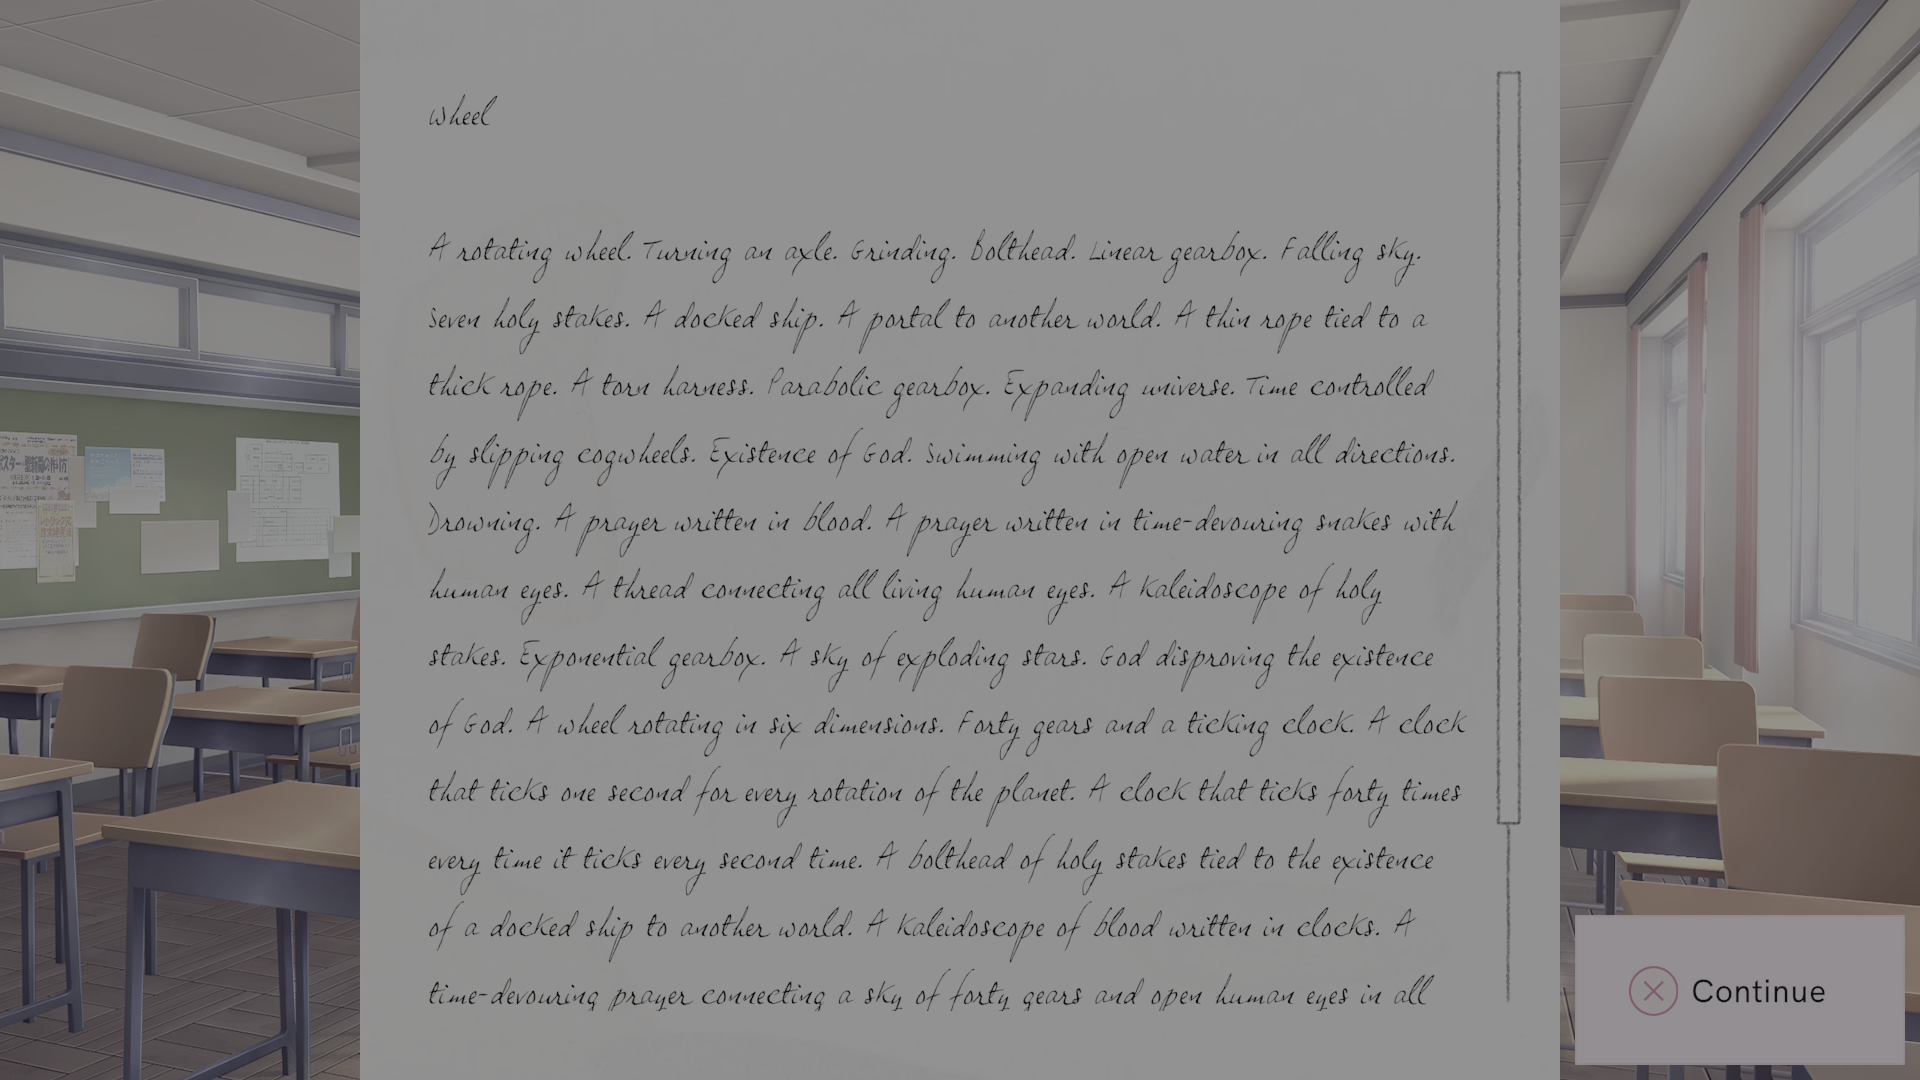 Wheel
A rotating wheel. Turning an axle. Grinding. Bolthead. Linear gearbox. Falling sky.
Seven holy stakes. A docked ship. A portal to another world. A thin rope tied to a
thick rope. A torn harness. Parabolic gearbox. Expanding universe. Time controlled
by slipping cogwheels. Existence of God. Swimming with open water in all directions.
Drowning. A prayer written in blood. A prayer written in time-devouring snakes with
human eyes. A thread connecting all living human eyes. A kaleidoscope of holy
stakes. Exponential gearbox. A sky of exploding stars. God disproving the existence
of God. A wheel rotating in six dimensions. Forty gears and a ticking clock. A clock
that ticks one second for every rotation of the planet. A clock that ticks forty times
every time it ticks every second time. A bolthead of holy stakes tied to the existence
of a docked ship to another world. A kaleidoscope of blood written in clocks. A
time-devouring prayer connecting a sky of forty gears and open human eyes in all
Continue